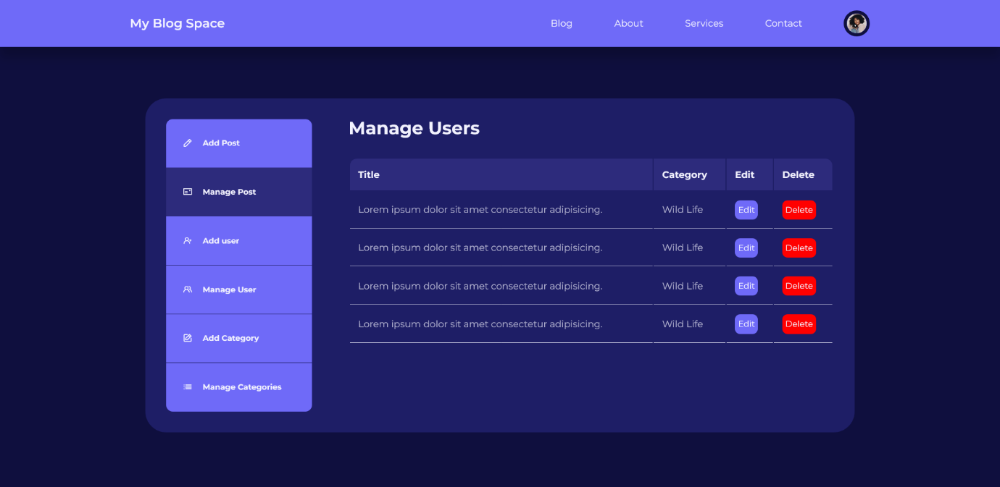 My Blog Space
Blog About Services Contact
Add Post
Manage Post
Add user
Manage User
Add Category
Manage Categories
Manage Users
Title Category Edit Delete
Lorem ipsum dolor sit amet consectetur adipisicing. Wild Life Edit Delete
Lorem ipsum dolor sit amet consectetur adipisicing. Wild Life Edit Delete
Lorem ipsum dolor sit amet consectetur adipisicing. Wild Life Edit Delete
Lorem ipsum dolor sit amet consectetur adipisicing. Wild Life Edit Delete